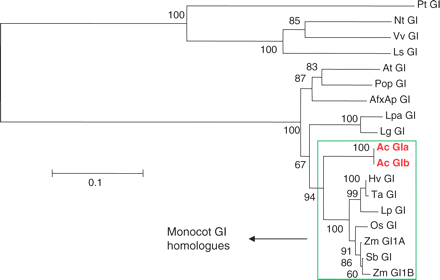 Pt GI
100
Nt GI
85
Vv GI
100
Ls GI
At GI
83
Pop GI
87
AfxAp GI
100
Lpa GI
100
Lg GI
67
100 Ac GIa
Ac GIb
94
100 Hv GI
Ta GI
99
Lp GI
100
Os GI
Zm GI1A
91
Sb GI
86
60 Zm GI1B
0.1
Monocot GI
homologues